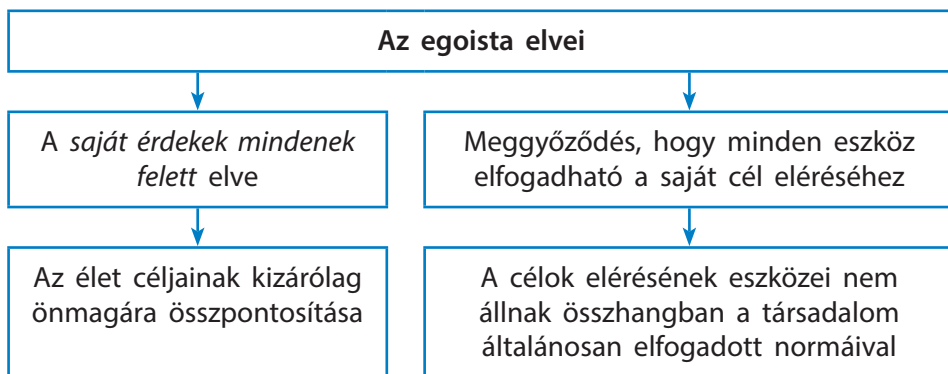 Az egoista elvei
A saját érdekek mindenek
felett elve
Meggyőződés, hogy minden eszköz
elfogadható a saját cél eléréséhez
Az élet céljainak kizárólag
önmagára összpontosítása
A célok elérésének eszközei nem
állnak összhangban a társadalom
általánosan elfogadott normáival